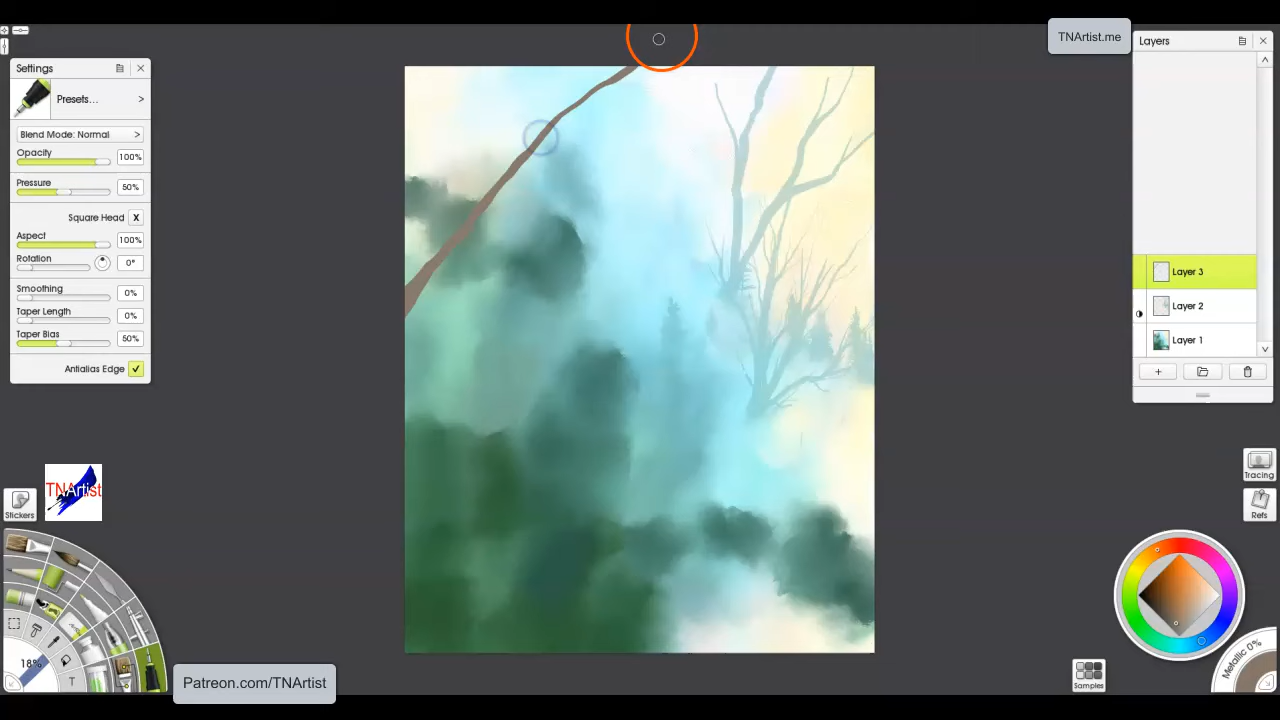 TNArtist.me
Settings
Presets...
>
Blend Mode: Normal >
Opacity
100%
Pressure
50%
Square Head X
Aspect
100%
Rotation
0°
Smoothing
0%
Taper Length
0%
Taper Bias
50%
Antialias Edge
Layers
Layer 3
Layer 2
Layer 1
Tracing
Refs
Stickers
TNArtist
18%
T
Patreon.com/TNArtist
Samples
Metallic 0%